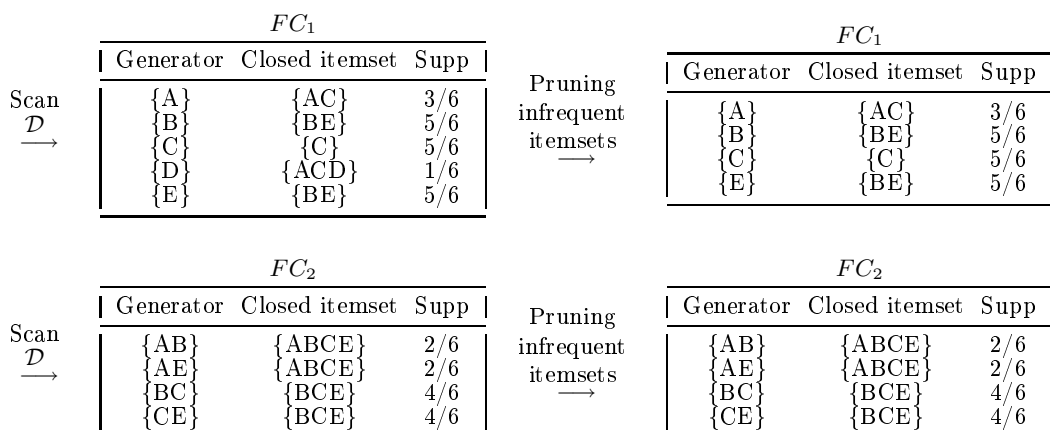 FC1
Generator Closed itemset Supp
Scan
D
⟶
{A} {AC} 3/6
{B} {BE} 5/6
{C} {C} 5/6
{D} {ACD} 1/6
{E} {BE} 5/6
Pruning
infrequent
itemsets
⟶
FC1
Generator Closed itemset Supp
{A} {AC} 3/6
{B} {BE} 5/6
{C} {C} 5/6
{E} {BE} 5/6
FC2
Generator Closed itemset Supp
Scan
D
⟶
{AB} {ABCE} 2/6
{AE} {ABCE} 2/6
{BC} {BCE} 4/6
{CE} {BCE} 4/6
Pruning
infrequent
itemsets
⟶
FC2
Generator Closed itemset Supp
{AB} {ABCE} 2/6
{AE} {ABCE} 2/6
{BC} {BCE} 4/6
{CE} {BCE} 4/6